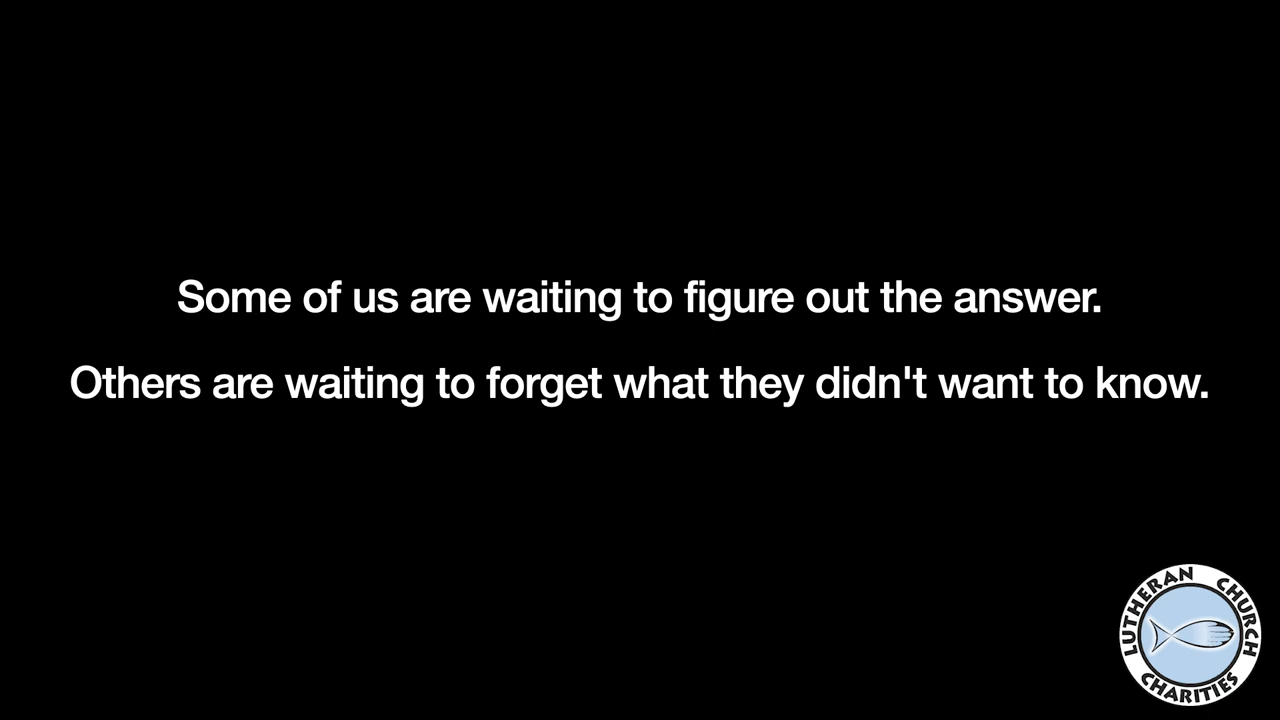 Some of us are waiting to figure out the answer.
Others are waiting to forget what they didn't want to know.
LUTHERAN CHURCH
CHARITIES